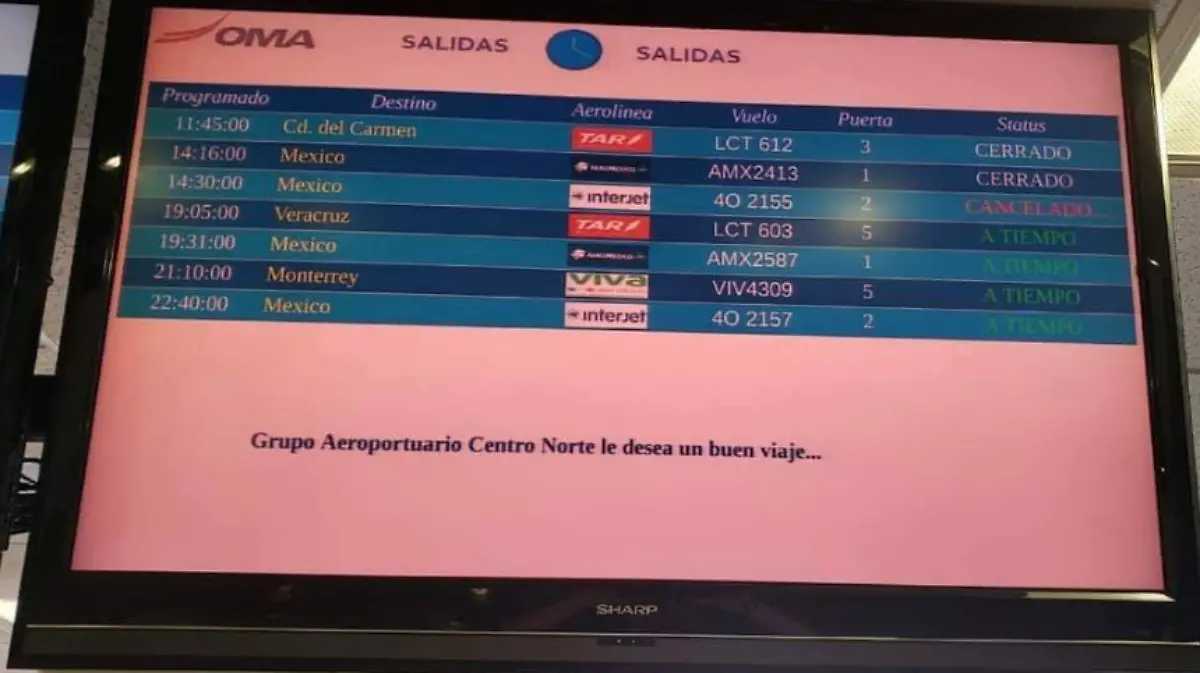 OMA SALIDAS SALIDAS
Programado Destino Aerolinea Vuelo Puerta Status
11:45:00 Cd. del Carmen TAR LCT 612 3 CERRADO
14:16:00 Mexico AEROMEXICO AMX2413 1 CERRADO
14:30:00 Mexico interjet 4O 2155 2 CANCELADO
19:05:00 Veracruz TAR LCT 603 5 A TIEMPO
19:31:00 Mexico AEROMEXICO AMX2587 1 A TIEMPO
21:10:00 Monterrey viva VIV4309 5 A TIEMPO
22:40:00 Mexico interjet 4O 2157 2 A TIEMPO
Grupo Aeroportuario Centro Norte le desea un buen viaje...
SHARP